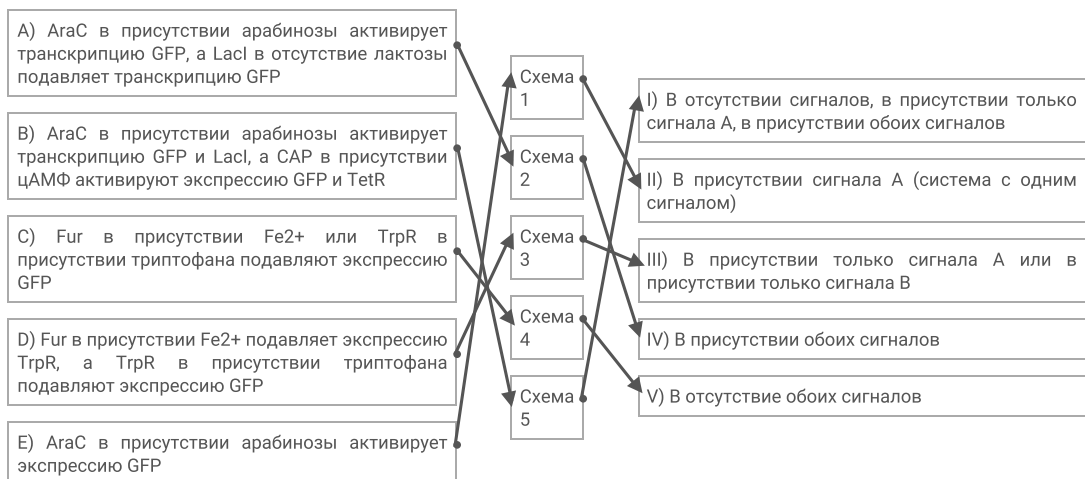 А) AraC в присутствии арабинозы активирует
транскрипцию GFP, а LacI в отсутствие лактозы
подавляет транскрипцию GFP
В) AraC в присутствии арабинозы активирует
транскрипцию GFP и LacI, а CAP в присутствии
цАМФ активируют экспрессию GFP и TetR
С) Fur в присутствии Fe2+ или TrpR в
присутствии триптофана подавляют экспрессию
GFP
D) Fur в присутствии Fe2+ подавляет экспрессию
TrpR, а TrpR в присутствии триптофана
подавляют экспрессию GFP
Е) AraC в присутствии арабинозы активирует
экспрессию GFP
Схема
1
Схема
2
Схема
3
Схема
4
Схема
5
I) В отсутствии сигналов, в присутствии только
сигнала А, в присутствии обоих сигналов
II) В присутствии сигнала А (система с одним
сигналом)
III) В присутствии только сигнала А или в
присутствии только сигнала В
IV) В присутствии обоих сигналов
V) В отсутствие обоих сигналов